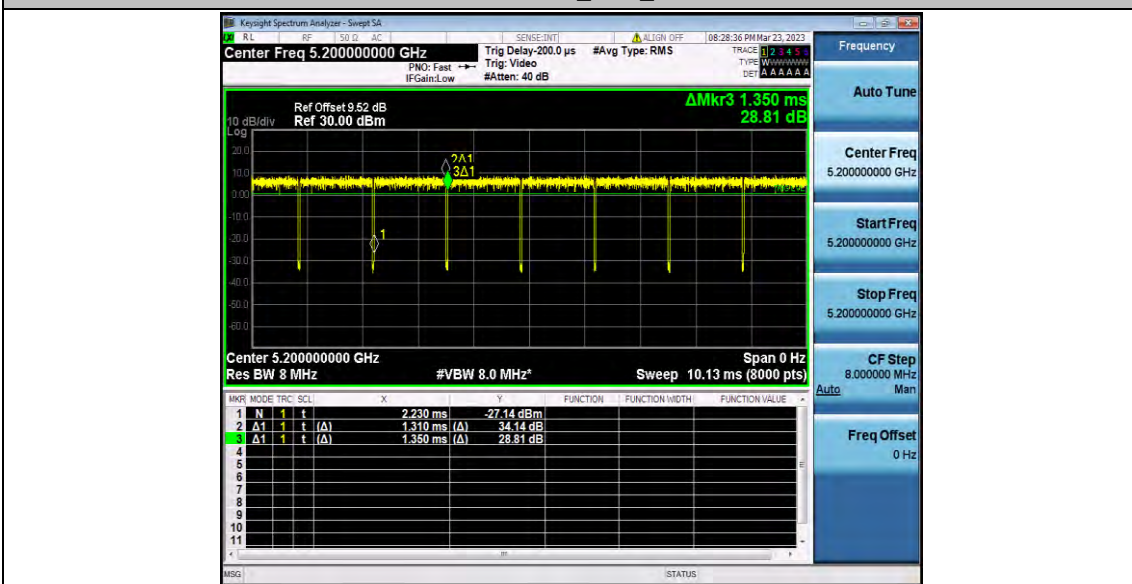 Keysight Spectrum Analyzer - Swept SA
RL RF 50 Ω AC SENSE:INT ALIGN OFF 08:28:36 PM Mar 23, 2023
Center Freq 5.200000000 GHz
PNO: Fast
IFGain:Low
Trig Delay-200.0 µs
Trig: Video
#Atten: 40 dB
#Avg Type: RMS
TRACE 1 2 3 4 5 6
TYPE W
DET A A A A A A
Ref Offset 9.52 dB
10 dB/div Ref 30.00 dBm
Log
ΔMkr3 1.350 ms
28.81 dB
20.0
10.0
0.00
-10.0
-20.0
-30.0
-40.0
-50.0
-60.0
2Δ1
3Δ1
1
Center 5.200000000 GHz Span 0 Hz
Res BW 8 MHz #VBW 8.0 MHz* Sweep 10.13 ms (8000 pts)
MKR MODE TRC SCL X Y FUNCTION FUNCTION WIDTH FUNCTION VALUE
1 N 1 t 2.230 ms -27.14 dBm
2 Δ1 1 t (Δ) 1.310 ms (Δ) 34.14 dB
3 Δ1 1 t (Δ) 1.350 ms (Δ) 28.81 dB
4
5
6
7
8
9
10
11
MSG STATUS
Frequency
Auto Tune
Center Freq
5.200000000 GHz
Start Freq
5.200000000 GHz
Stop Freq
5.200000000 GHz
CF Step
8.000000 MHz
Auto Man
Freq Offset
0 Hz